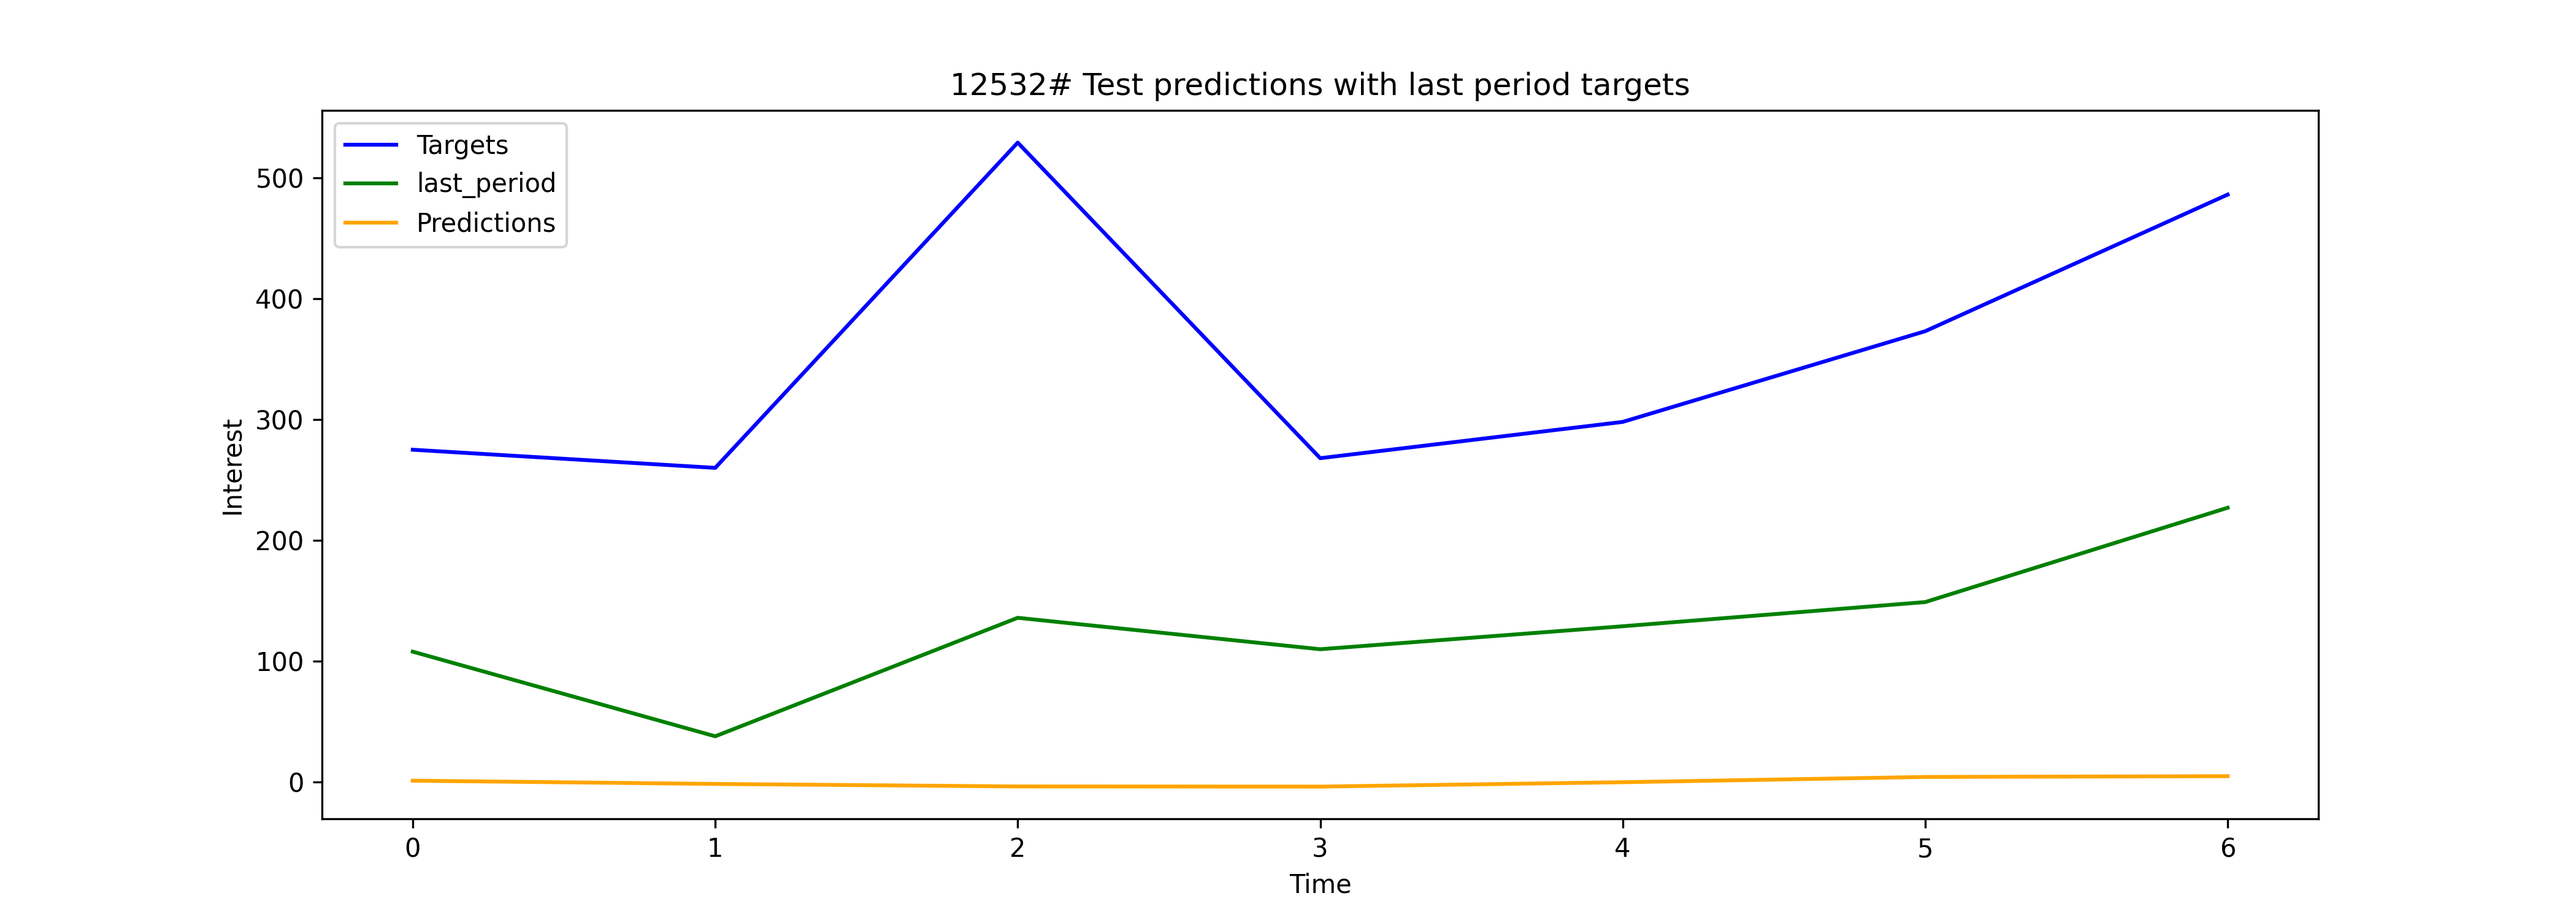 12532# Test predictions with last period targets
Targets
last_period
Predictions
500
400
300
200
100
0
Interest
0 1 2 3 4 5 6
Time